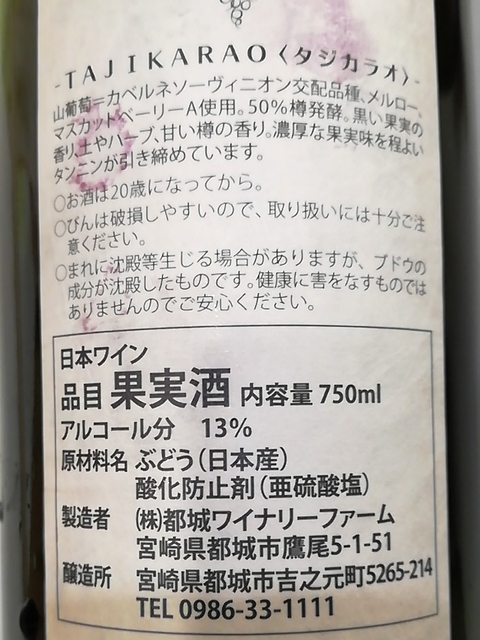 -TAJIKARAO〈タジカラオ〉-
山葡萄=カベルネソーヴィニオン交配品種、メルロー、
マスカットベーリーA使用。50%樽発酵。黒い果実の
香り、土やハーブ、甘い樽の香り。濃厚な果実味を程よい
タンニンが引き締めています。
○お酒は20歳になってから。
○びんは破損しやすいので、取り扱いには十分ご注
意ください。
○まれに沈殿等生じる場合がありますが、ブドウの
成分が沈殿したものです。健康に害をなすものでは
ありませんのでご安心ください。
日本ワイン
品目 果実酒 内容量 750ml
アルコール分 13%
原材料名 ぶどう(日本産)
酸化防止剤(亜硫酸塩)
製造者 ㈱都城ワイナリーファーム
宮崎県都城市鷹尾5-1-51
醸造所 宮崎県都城市吉之元町5265-214
TEL 0986-33-1111